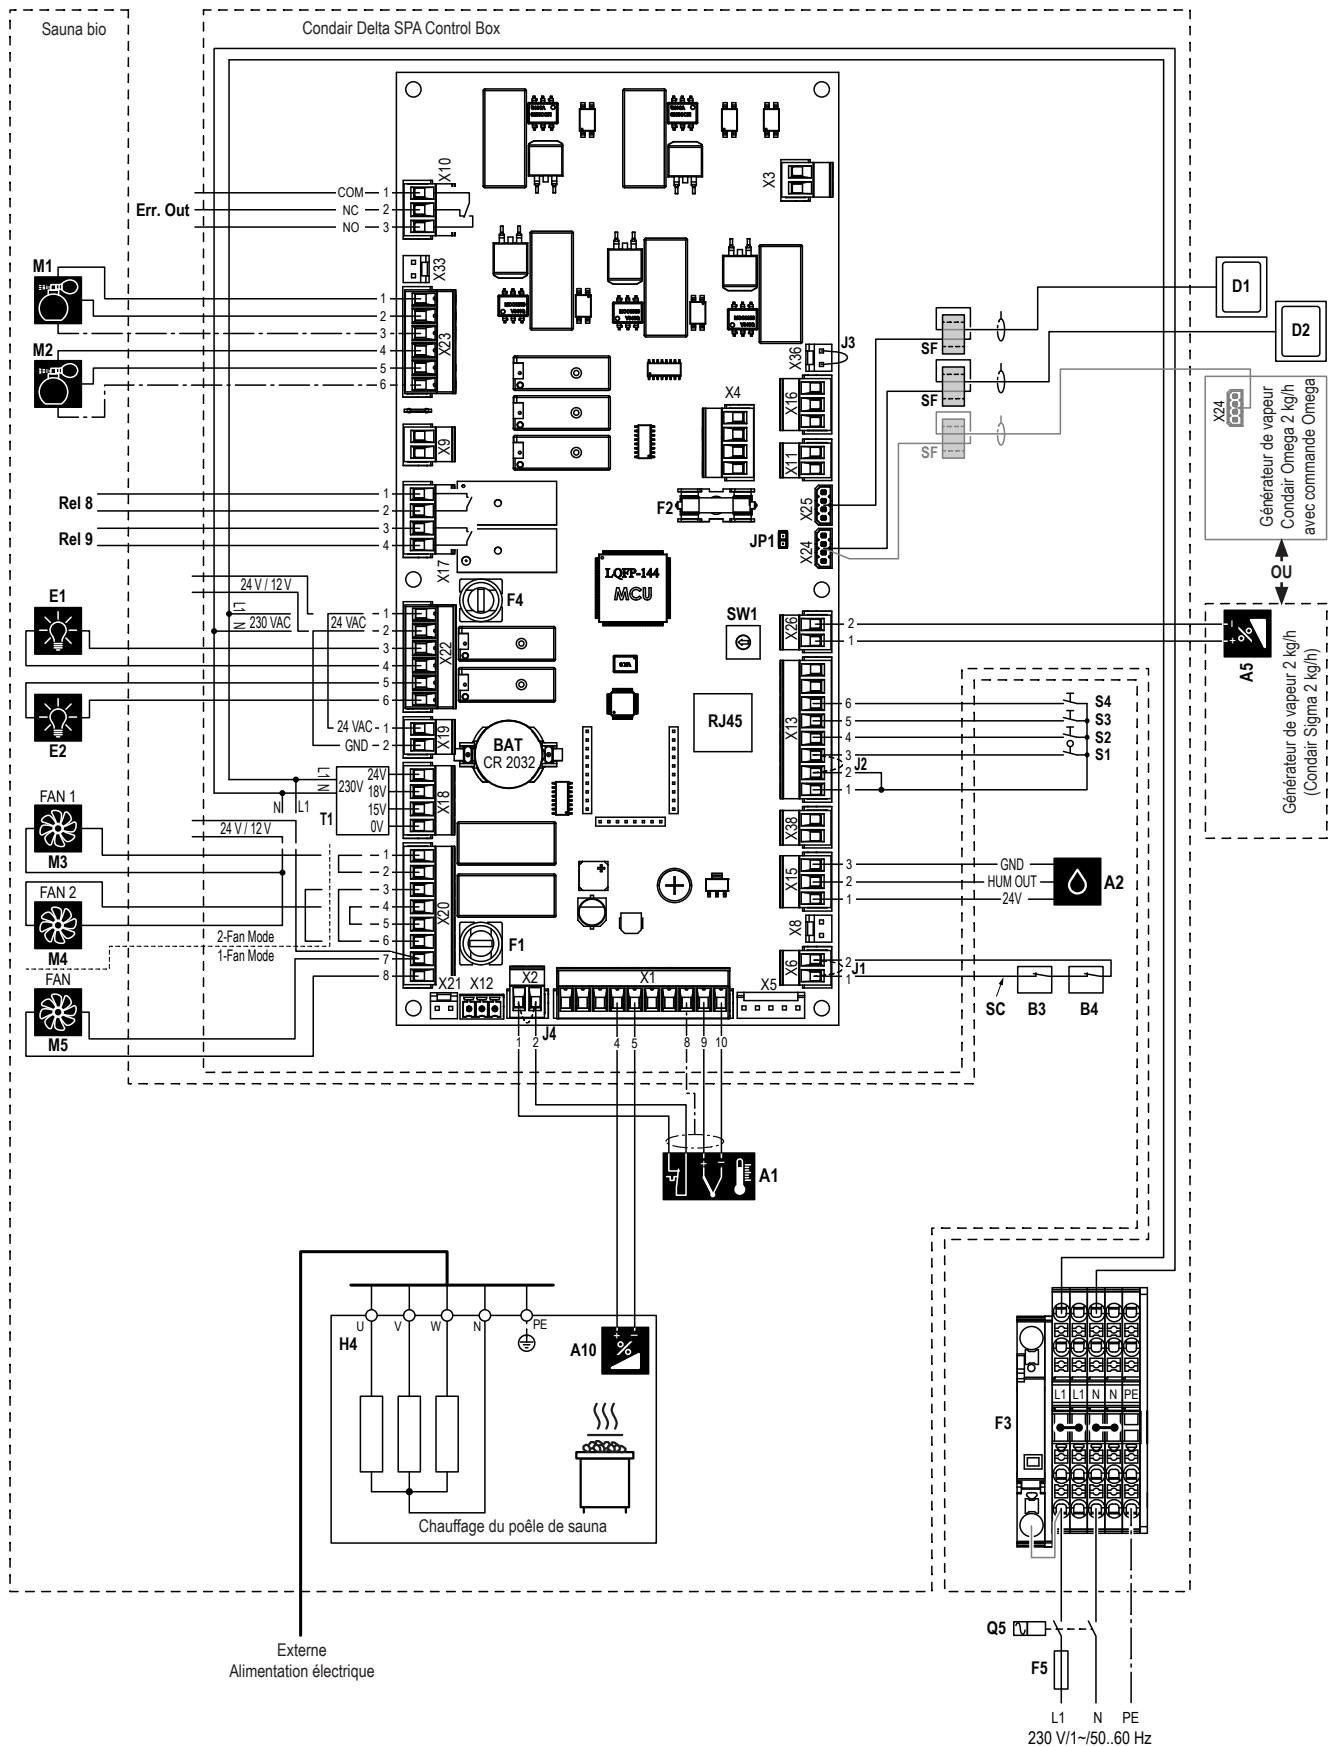 Sauna bio
Condair Delta SPA Control Box
X10
X3
COM 1
Err. Out
NC 2
NO 3
X33
M1
1
2
3
X23
M2
4
5
6
D1
D2
SF
SF
SF
J3
X36
X16
X4
X11
X9
X24
Générateur de vapeur
Condair Omega 2 kg/h
avec commande Omega
OU
Rel 8
1
2
Rel 9
3
4
X17
F2
X25
JP1
X24
LQFP-144
MCU
F4
SW1
24 V / 12 V
E1
L1
N
230 VAC
24 VAC
1
2
3
4
5
6
X22
E2
X26
2
1
A5
Générateur de vapeur 2 kg/h
(Condair Sigma 2 kg/h)
RJ45
X13
6
5
4
3
2
1
S4
S3
S2
S1
J2
24 VAC 1
GND 2
X19
BAT
CR 2032
L1
N
230V
24V
18V
15V
0V
X18
T1
N
L1
24 V / 12 V
FAN 1
M3
FAN 2
M4
2-Fan Mode
1-Fan Mode
FAN
M5
1
2
3
4
5
6
7
8
X20
X38
X15
3
2
1
GND
HUM OUT
24V
A2
X8
F1
X6
2
1
J1
SC
B3
B4
X21
X12
X2
X1
X5
J4
1
2
4
5
8
9
10
+ –
A1
H4
U
V
W
N
PE
A10
+ –
%
Chauffage du poêle de sauna
Externe
Alimentation électrique
F3
L1 L1 N N PE
Q5
F5
L1 N PE
230 V/1~/50..60 Hz